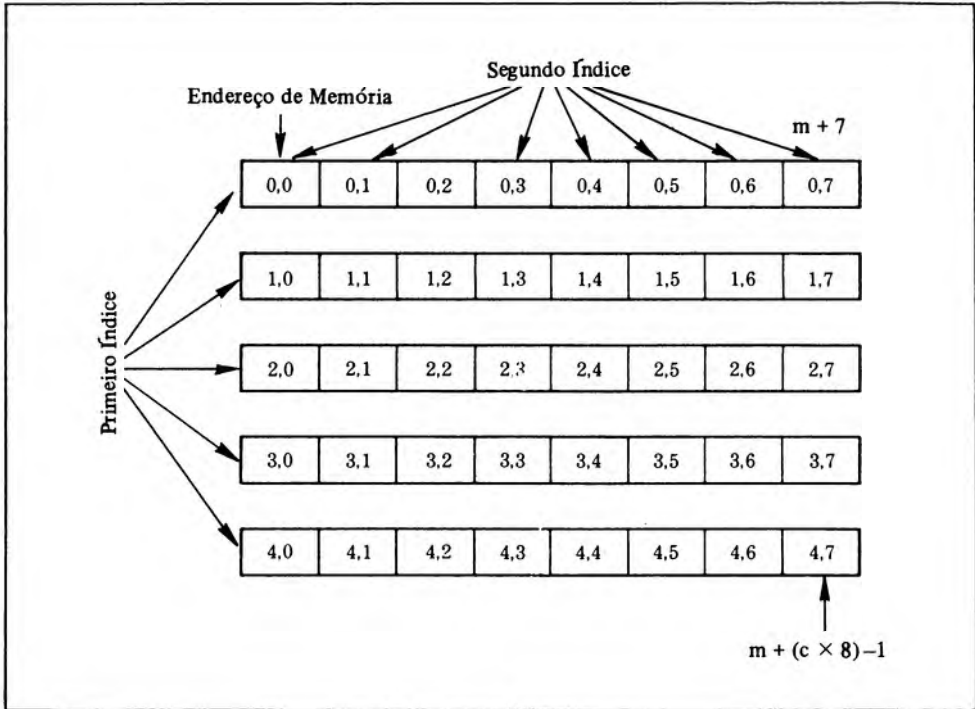 Segundo Índice
Endereço de Memória
m + 7
0,0 0,1 0,2 0,3 0,4 0,5 0,6 0,7
1,0 1,1 1,2 1,3 1,4 1,5 1,6 1,7
Primeiro Índice
2,0 2,1 2,2 2,3 2,4 2,5 2,6 2,7
3,0 3,1 3,2 3,3 3,4 3,5 3,6 3,7
4,0 4,1 4,2 4,3 4,4 4,5 4,6 4,7
m + (c × 8)–1